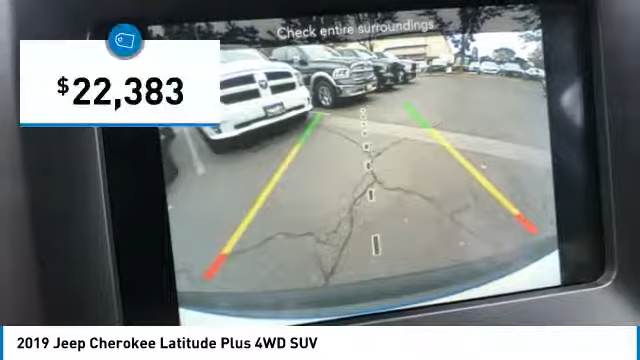 Check entire surroundings
$22,383
2019 Jeep Cherokee Latitude Plus 4WD SUV